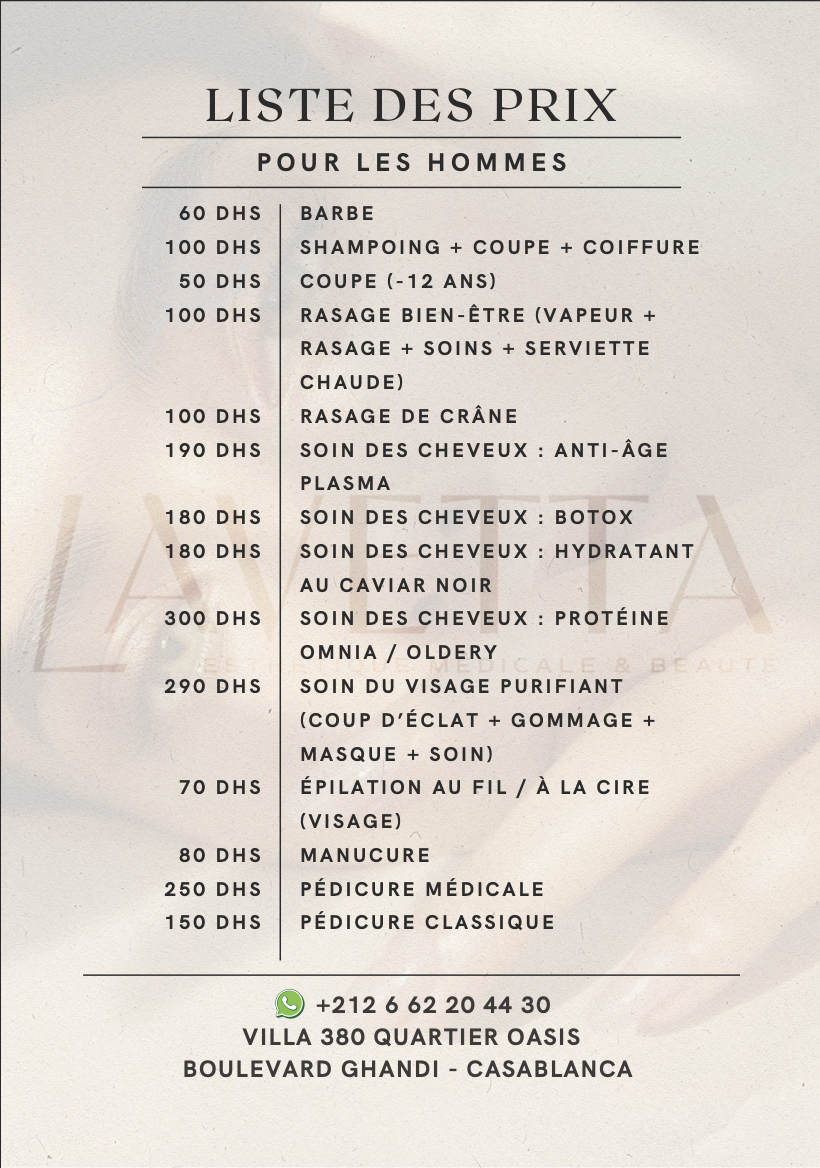 LISTE DES PRIX
POUR LES HOMMES
60 DHS BARBE
100 DHS SHAMPOING + COUPE + COIFFURE
50 DHS COUPE (-12 ANS)
100 DHS RASAGE BIEN-ÊTRE (VAPEUR +
RASAGE + SOINS + SERVIETTE
CHAUDE)
100 DHS RASAGE DE CRÂNE
190 DHS SOIN DES CHEVEUX : ANTI-ÂGE
PLASMA
180 DHS SOIN DES CHEVEUX : BOTOX
180 DHS SOIN DES CHEVEUX : HYDRATANT
AU CAVIAR NOIR
300 DHS SOIN DES CHEVEUX : PROTÉINE
OMNIA / OLDERY
290 DHS SOIN DU VISAGE PURIFIANT
(COUP D’ÉCLAT + GOMMAGE +
MASQUE + SOIN)
70 DHS ÉPILATION AU FIL / À LA CIRE
(VISAGE)
80 DHS MANUCURE
250 DHS PÉDICURE MÉDICALE
150 DHS PÉDICURE CLASSIQUE
LAVETTA
ESTHÉTIQUE MÉDICALE & BEAUTÉ
+212 6 62 20 44 30
VILLA 380 QUARTIER OASIS
BOULEVARD GHANDI - CASABLANCA